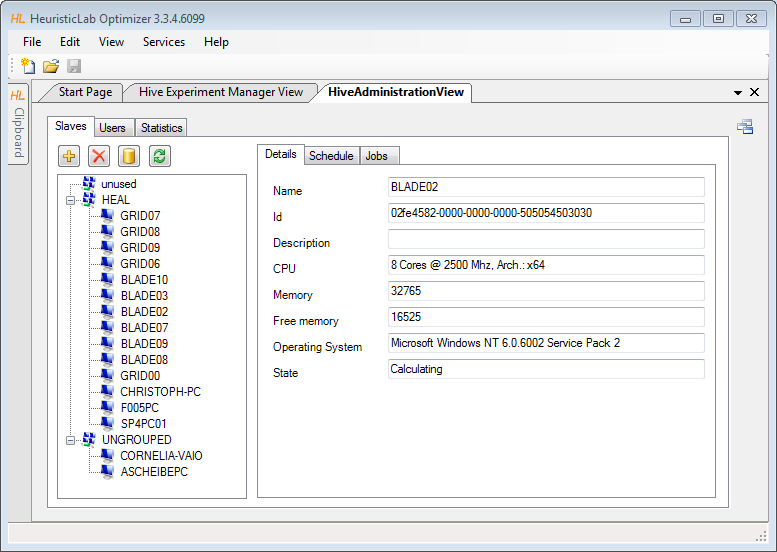 HL HeuristicLab Optimizer 3.3.4.6099
File Edit View Services Help
HL Clipboard
Start Page Hive Experiment Manager View HiveAdministrationView
Slaves Users Statistics
unused
HEAL
GRID07
GRID08
GRID09
GRID06
BLADE10
BLADE03
BLADE02
BLADE07
BLADE09
BLADE08
GRID00
CHRISTOPH-PC
F005PC
SP4PC01
UNGROUPED
CORNELIA-VAIO
ASCHEIBEPC
Details Schedule Jobs
Name BLADE02
Id 02fe4582-0000-0000-0000-505054503030
Description
CPU 8 Cores @ 2500 Mhz, Arch.: x64
Memory 32765
Free memory 16525
Operating System Microsoft Windows NT 6.0.6002 Service Pack 2
State Calculating